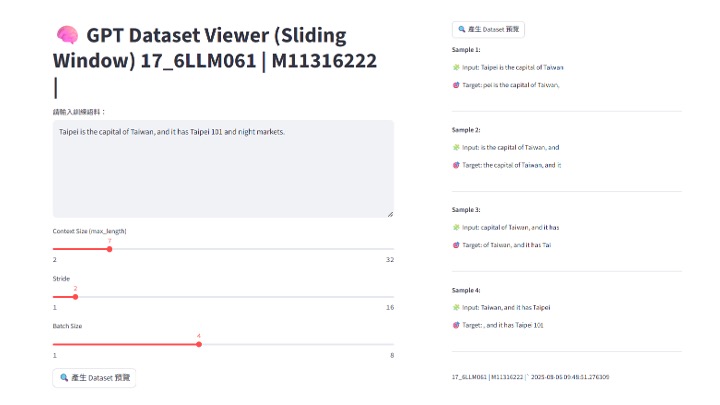 GPT Dataset Viewer (Sliding
Window) 17_6LLM061 | M11316222
|
請輸入訓練語料：
Taipei is the capital of Taiwan, and it has Taipei 101 and night markets.
Context Size (max_length)
7
2 32
Stride
2
1 16
Batch Size
4
1 8
產生 Dataset 預覽
產生 Dataset 預覽
Sample 1:
Input: Taipei is the capital of Taiwan
Target: pei is the capital of Taiwan,
Sample 2:
Input: is the capital of Taiwan, and
Target: the capital of Taiwan, and it
Sample 3:
Input: capital of Taiwan, and it has
Target: of Taiwan, and it has Tai
Sample 4:
Input: Taiwan, and it has Taipei
Target: , and it has Taipei 101
17_6LLM061 | M11316222 |` 2025-08-06 09:48:51.276309